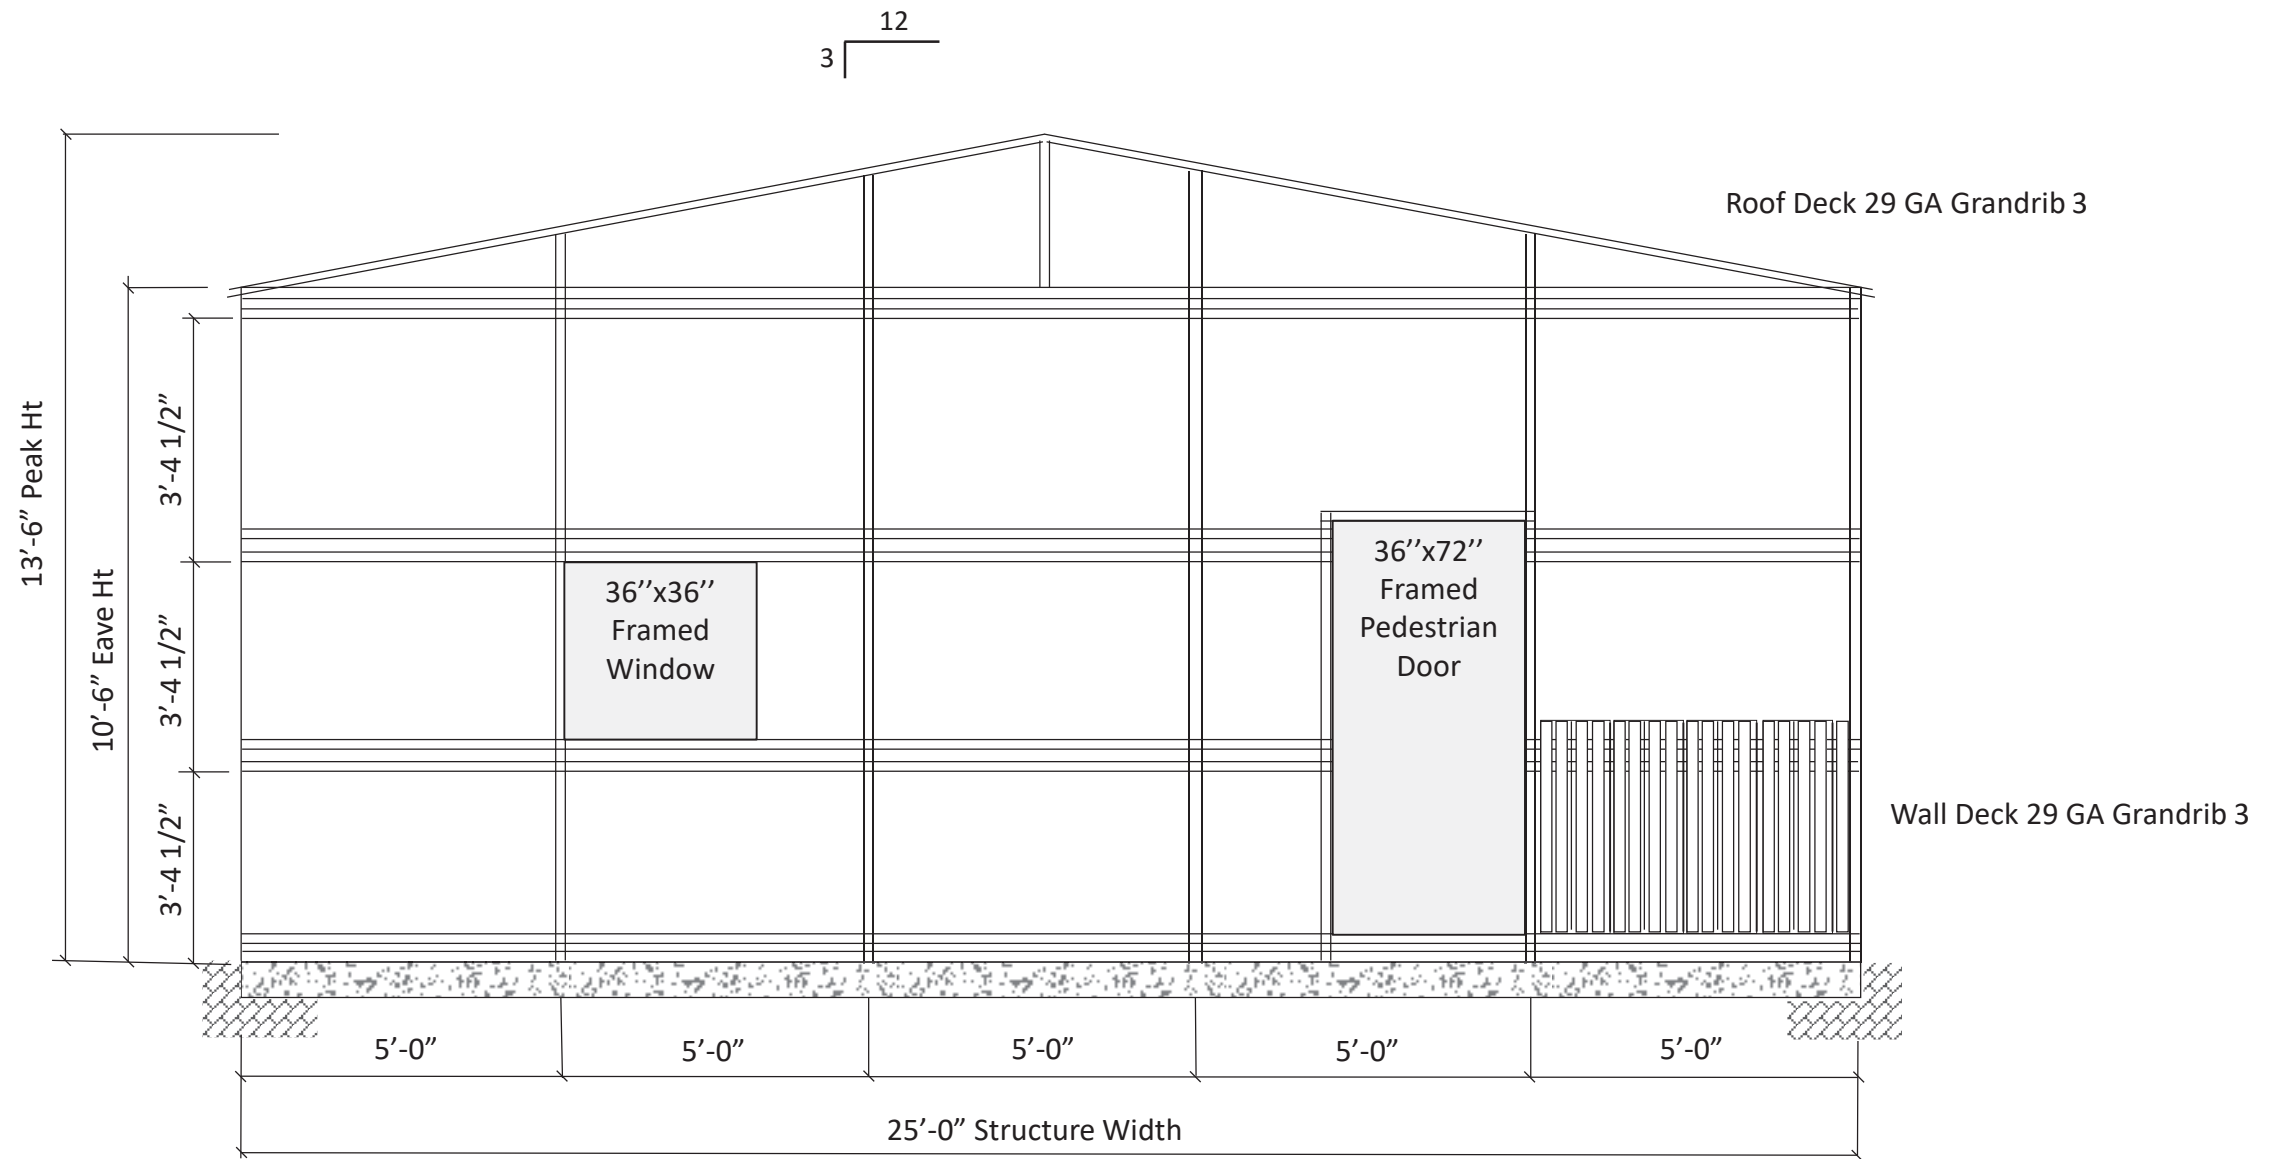 12
3
Roof Deck 29 GA Grandrib 3
13’-6” Peak Ht
10’-6” Eave Ht
3’-4 1/2”
3’-4 1/2”
3’-4 1/2”
36’’x36’’
Framed
Window
36’’x72’’
Framed
Pedestrian
Door
Wall Deck 29 GA Grandrib 3
5’-0”
5’-0”
5’-0”
5’-0”
5’-0”
25’-0” Structure Width